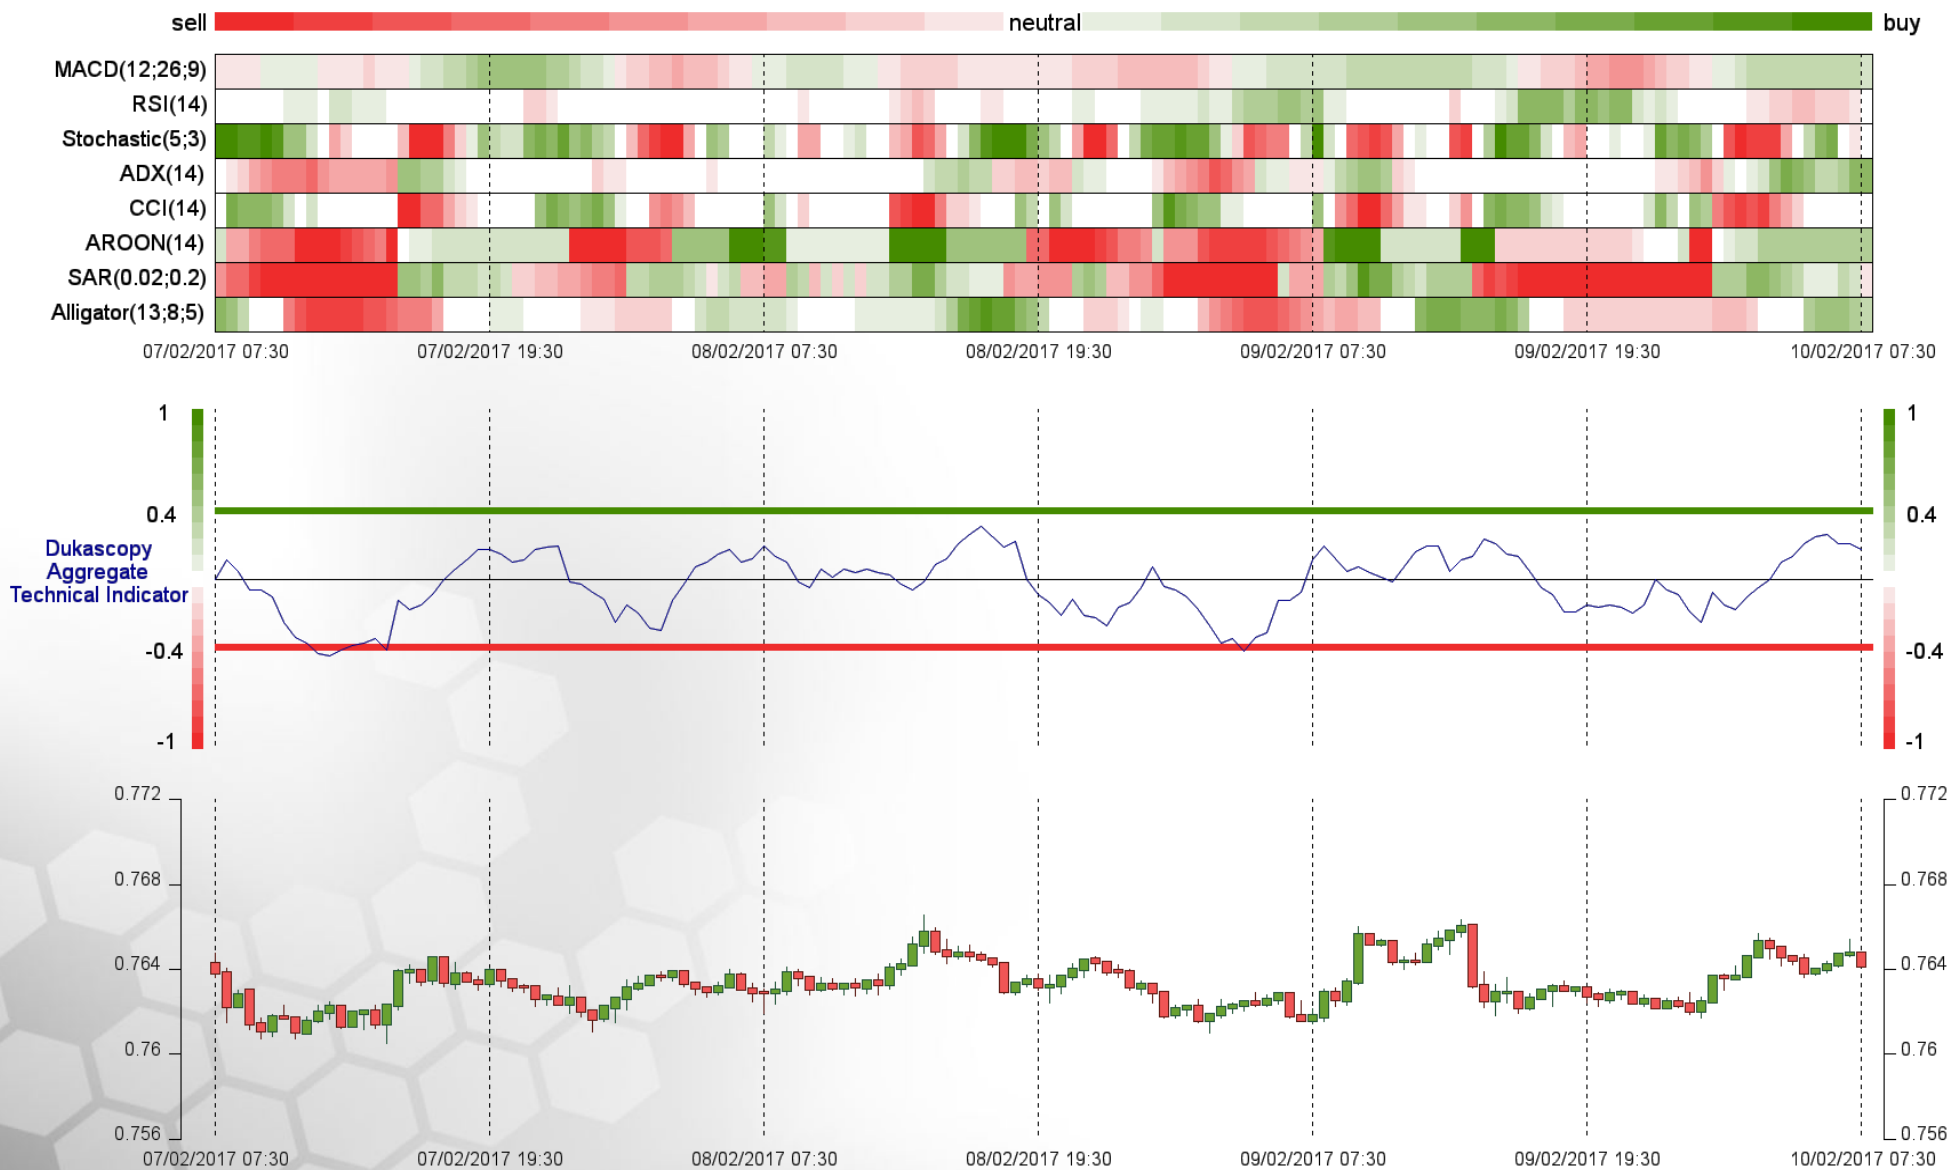 sell neutral buy
MACD(12;26;9)
RSI(14)
Stochastic(5;3)
ADX(14)
CCI(14)
AROON(14)
SAR(0.02;0.2)
Alligator(13;8;5)
07/02/2017 07:30 07/02/2017 19:30 08/02/2017 07:30 08/02/2017 19:30 09/02/2017 07:30 09/02/2017 19:30 10/02/2017 07:30
1 1
0.4 0.4
Dukascopy
Aggregate
Technical Indicator
-0.4 -0.4
-1 -1
0.772 0.772
0.768 0.768
0.764 0.764
0.76 0.76
0.756 0.756
07/02/2017 07:30 07/02/2017 19:30 08/02/2017 07:30 08/02/2017 19:30 09/02/2017 07:30 09/02/2017 19:30 10/02/2017 07:30